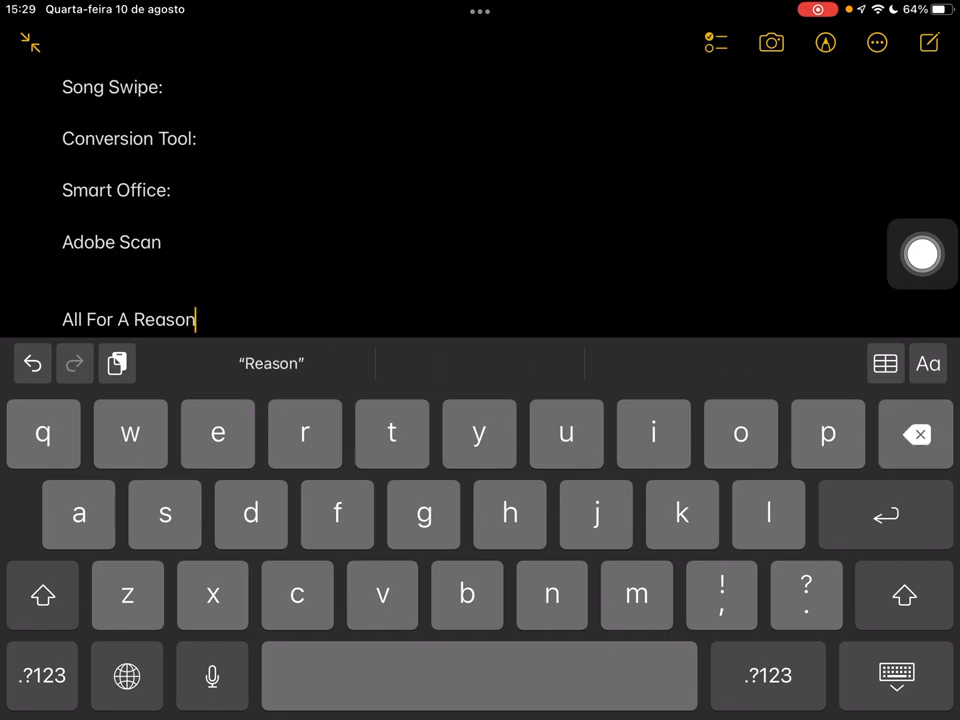 15:29 Quarta-feira 10 de agosto 64%
Song Swipe:
Conversion Tool:
Smart Office:
Adobe Scan
All For A Reason
“Reason” Aa
q w e r t y u i o p
a s d f g h j k l
z x c v b n m ! , ? .
.?123 .?123